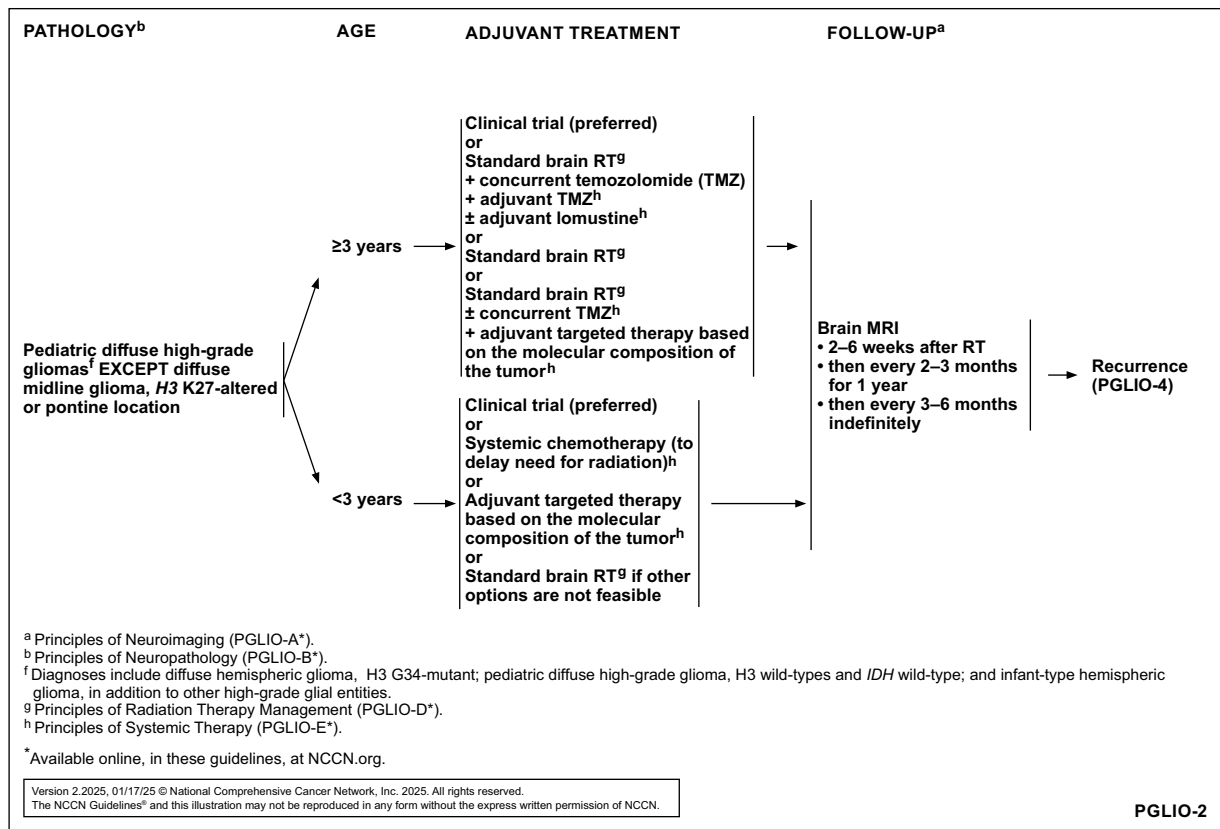 PATHOLOGYb
AGE
ADJUVANT TREATMENT
FOLLOW-UPa
Pediatric diffuse high-grade
gliomasf EXCEPT diffuse
midline glioma, H3 K27-altered
or pontine location
≥3 years
Clinical trial (preferred)
or
Standard brain RTg
+ concurrent temozolomide (TMZ)
+ adjuvant TMZh
± adjuvant lomustineh
or
Standard brain RTg
or
Standard brain RTg
± concurrent TMZh
+ adjuvant targeted therapy based
on the molecular composition of
the tumorh
<3 years
Clinical trial (preferred)
or
Systemic chemotherapy (to
delay need for radiation)h
or
Adjuvant targeted therapy
based on the molecular
composition of the tumorh
or
Standard brain RTg if other
options are not feasible
Brain MRI
• 2–6 weeks after RT
• then every 2–3 months
for 1 year
• then every 3–6 months
indefinitely
Recurrence
(PGLIO-4)
a Principles of Neuroimaging (PGLIO-A*).
b Principles of Neuropathology (PGLIO-B*).
f Diagnoses include diffuse hemispheric glioma, H3 G34-mutant; pediatric diffuse high-grade glioma, H3 wild-types and IDH wild-type; and infant-type hemispheric
glioma, in addition to other high-grade glial entities.
g Principles of Radiation Therapy Management (PGLIO-D*).
h Principles of Systemic Therapy (PGLIO-E*).
*Available online, in these guidelines, at NCCN.org.
Version 2.2025, 01/17/25 © National Comprehensive Cancer Network, Inc. 2025. All rights reserved.
The NCCN Guidelines® and this illustration may not be reproduced in any form without the express written permission of NCCN.
PGLIO-2